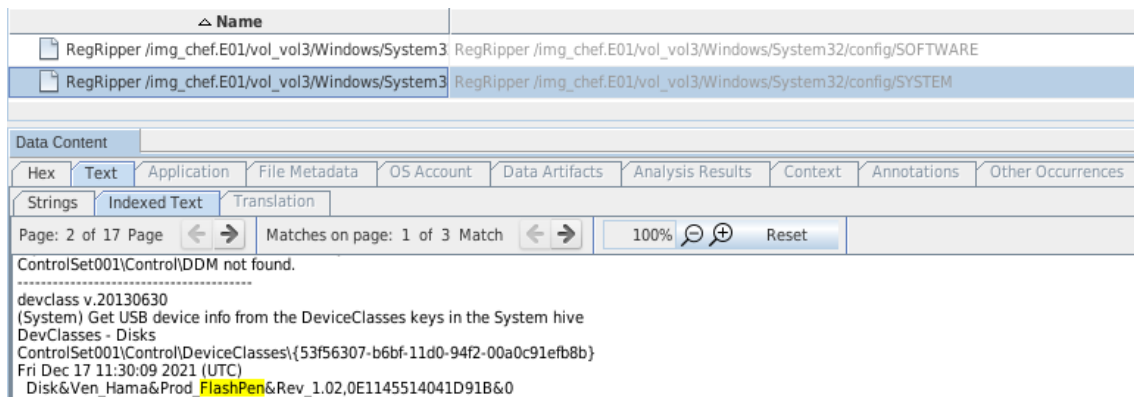 Name
RegRipper /img_chef.E01/vol_vol3/Windows/System3 RegRipper /img_chef.E01/vol_vol3/Windows/System32/config/SOFTWARE
RegRipper /img_chef.E01/vol_vol3/Windows/System3 RegRipper /img_chef.E01/vol_vol3/Windows/System32/config/SYSTEM
Data Content
Hex Text Application File Metadata OS Account Data Artifacts Analysis Results Context Annotations Other Occurrences
Strings Indexed Text Translation
Page: 2 of 17 Page Matches on page: 1 of 3 Match 100% Reset
ControlSet001\Control\DDM not found.
----------------------------------------
devclass v.20130630
(System) Get USB device info from the DeviceClasses keys in the System hive
DevClasses - Disks
ControlSet001\Control\DeviceClasses\{53f56307-b6bf-11d0-94f2-00a0c91efb8b}
Fri Dec 17 11:30:09 2021 (UTC)
Disk&Ven_Hama&Prod_FlashPen&Rev_1.02,0E1145514041D91B&0